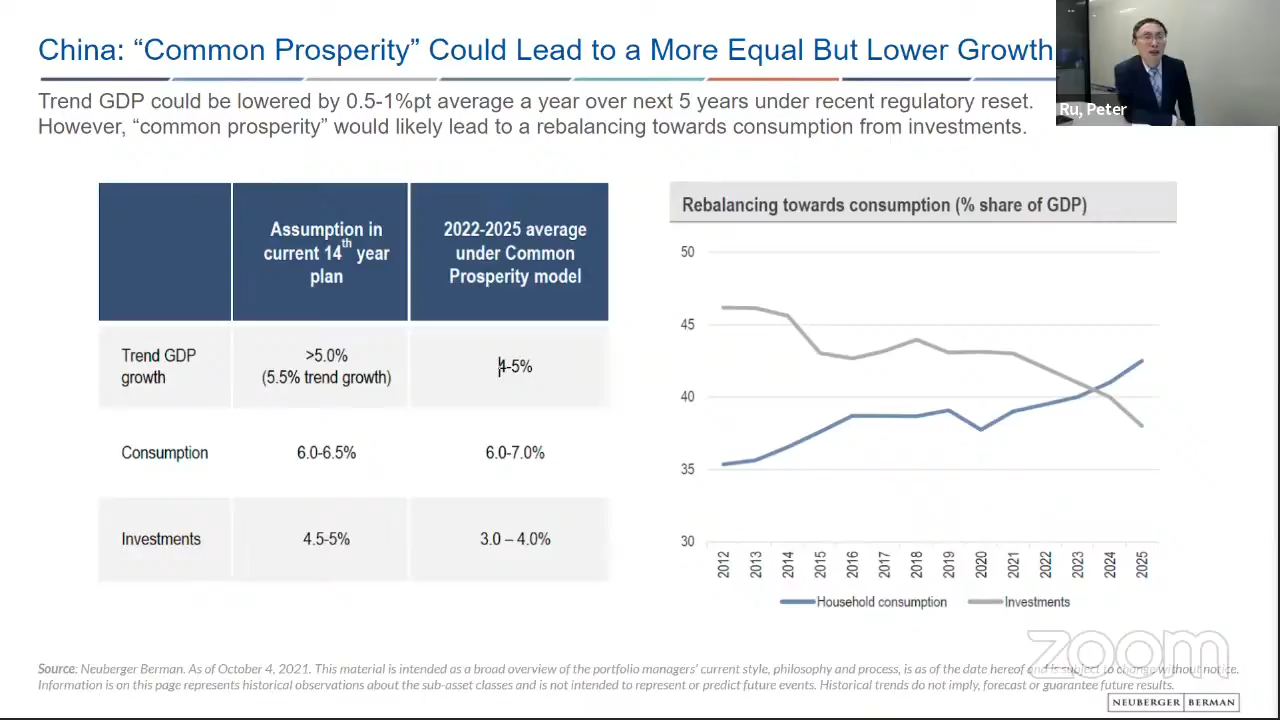 China: “Common Prosperity” Could Lead to a More Equal But Lower Growth
Ru, Peter
Trend GDP could be lowered by 0.5-1%pt average a year over next 5 years under recent regulatory reset.
However, “common prosperity” would likely lead to a rebalancing towards consumption from investments.
Assumption in
current 14th year
plan
2022-2025 average
under Common
Prosperity model
Trend GDP
growth
>5.0%
(5.5% trend growth)
4-5%
Consumption
6.0-6.5%
6.0-7.0%
Investments
4.5-5%
3.0 – 4.0%
Rebalancing towards consumption (% share of GDP)
50
45
40
35
30
2012 2013 2014 2015 2016 2017 2018 2019 2020 2021 2022 2023 2024 2025
Household consumption Investments
zoom
Source: Neuberger Berman. As of October 4, 2021. This material is intended as a broad overview of the portfolio managers’ current style, philosophy and process, is as of the date hereof and is subject to change without notice.
Information is on this page represents historical observations about the sub-asset classes and is not intended to represent or predict future events. Historical trends do not imply, forecast or guarantee future results.
NEUBERGER BERMAN